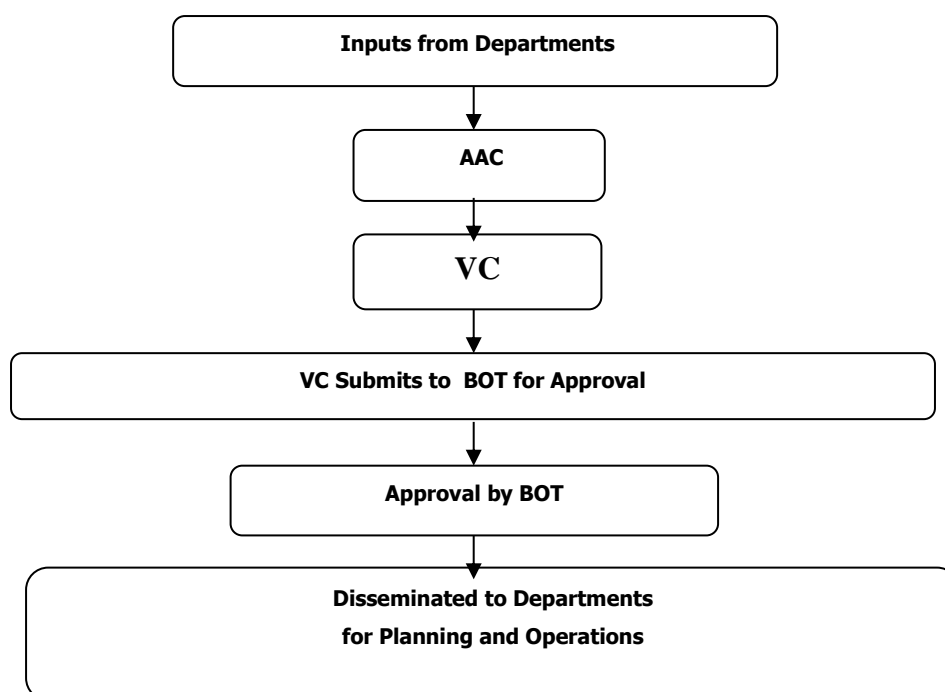 Inputs from Departments
AAC
VC
VC Submits to BOT for Approval
Approval by BOT
Disseminated to Departments
for Planning and Operations